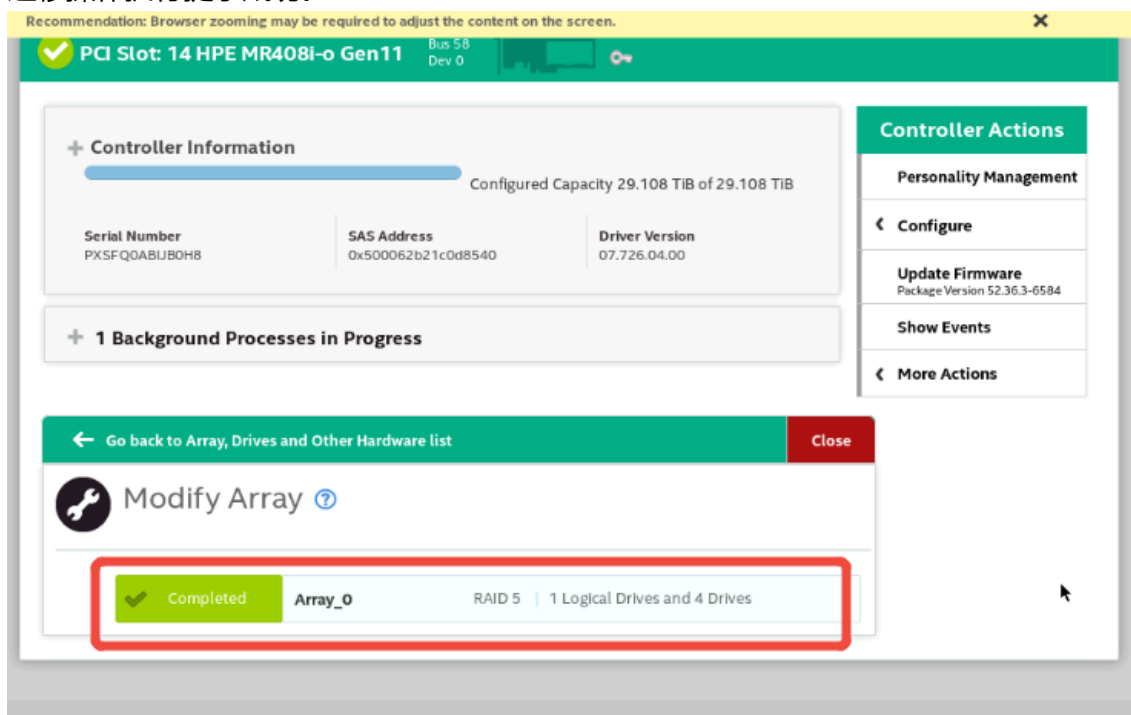 Recommendation: Browser zooming may be required to adjust the content on the screen.
PCI Slot: 14 HPE MR408i-o Gen11
Bus 58
Dev 0
Controller Information
Configured Capacity 29.108 TiB of 29.108 TiB
Serial Number
PXSFQ0ABIJB0H8
SAS Address
0x500062b21c0d8540
Driver Version
07.726.04.00
1 Background Processes in Progress
Controller Actions
Personality Management
Configure
Update Firmware
Package Version 52.36.3-6584
Show Events
More Actions
Go back to Array, Drives and Other Hardware list
Close
Modify Array
Completed
Array_0
RAID 5 | 1 Logical Drives and 4 Drives